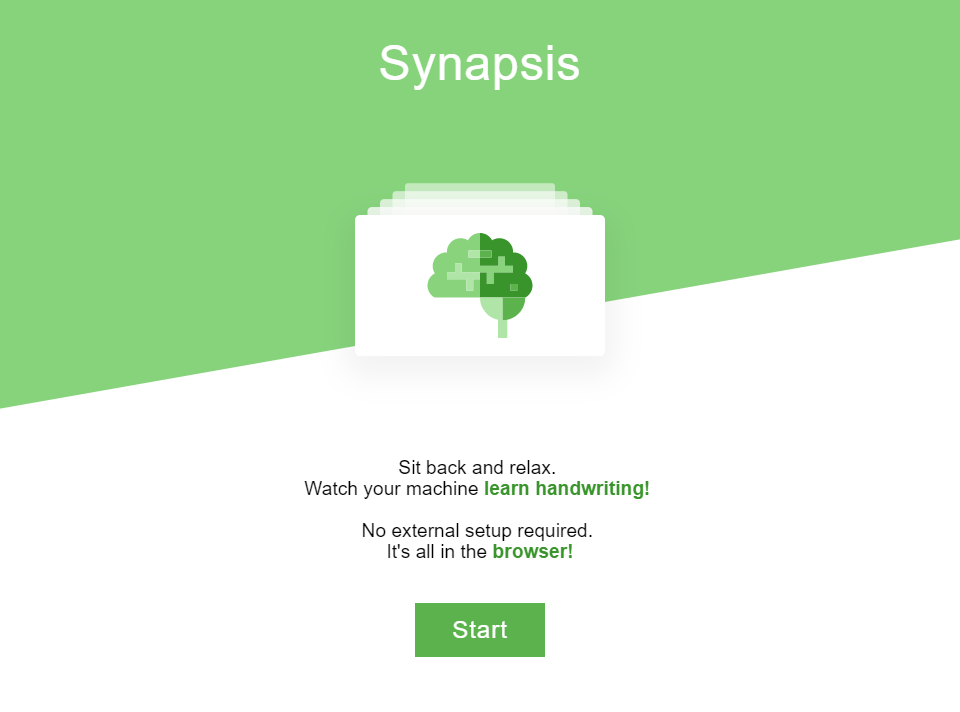 Synapsis
Sit back and relax.
Watch your machine learn handwriting!
No external setup required.
It's all in the browser!
Start